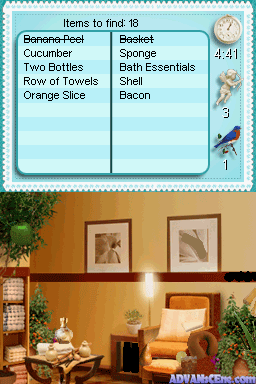 Items to find: 18
Banana Peel
Basket
Cucumber
Sponge
Two Bottles
Bath Essentials
Row of Towels
Shell
Orange Slice
Bacon
4:41
3
1
ADVANsCEne.com